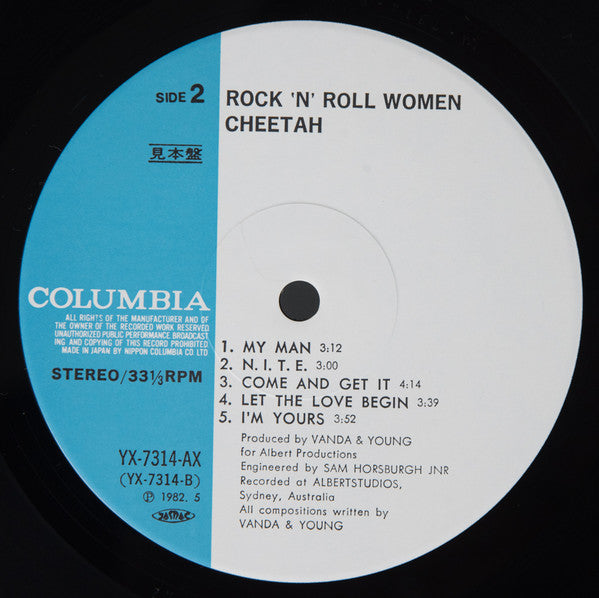 SIDE 2
ROCK 'N' ROLL WOMEN
CHEETAH
見本盤
COLUMBIA
ALL RIGHTS OF THE MANUFACTURER AND OF
THE OWNER OF THE RECORDED WORK RESERVED
UNAUTHORIZED PUBLIC PERFORMANCE BROADCAST
ING AND COPYING OF THIS RECORD PROHIBITED
MADE IN JAPAN BY NIPPON COLUMBIA CO LTD
STEREO/33⅓RPM
1. MY MAN 3:12
2. N.I.T.E. 3:00
3. COME AND GET IT 4:14
4. LET THE LOVE BEGIN 3:39
5. I'M YOURS 3:52
Produced by VANDA & YOUNG
for Albert Productions
Engineered by SAM HORSBURGH JNR
Recorded at ALBERTSTUDIOS,
Sydney, Australia
All compositions written by
VANDA & YOUNG
YX-7314-AX
(YX-7314-B)
Ⓟ 1982. 5